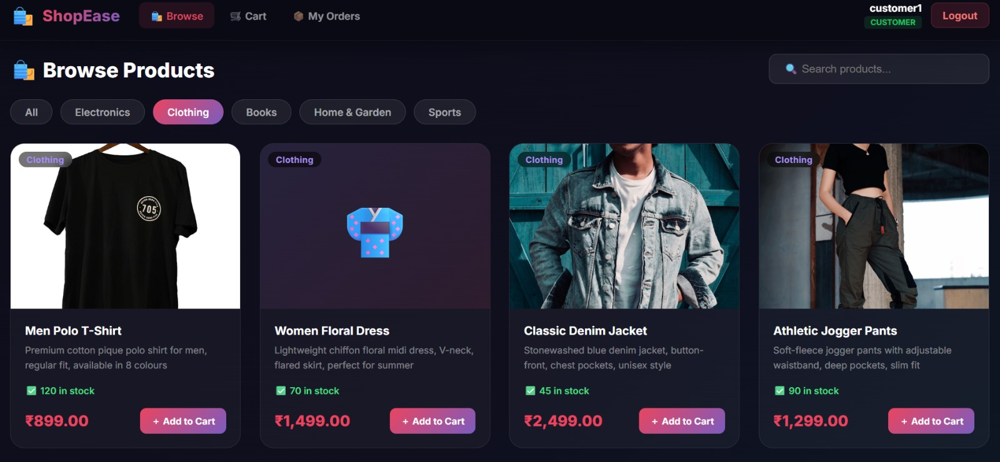 ShopEase
Browse
Cart
My Orders
customer1
CUSTOMER
Logout
Browse Products
Search products...
All
Electronics
Clothing
Books
Home & Garden
Sports
Clothing
705
Men Polo T-Shirt
Premium cotton pique polo shirt for men,
regular fit, available in 8 colours
120 in stock
₹899.00
+ Add to Cart
Clothing
Women Floral Dress
Lightweight chiffon floral midi dress, V-neck,
flared skirt, perfect for summer
70 in stock
₹1,499.00
+ Add to Cart
Clothing
Classic Denim Jacket
Stonewashed blue denim jacket, button-
front, chest pockets, unisex style
45 in stock
₹2,499.00
+ Add to Cart
Clothing
Athletic Jogger Pants
Soft-fleece jogger pants with adjustable
waistband, deep pockets, slim fit
90 in stock
₹1,299.00
+ Add to Cart